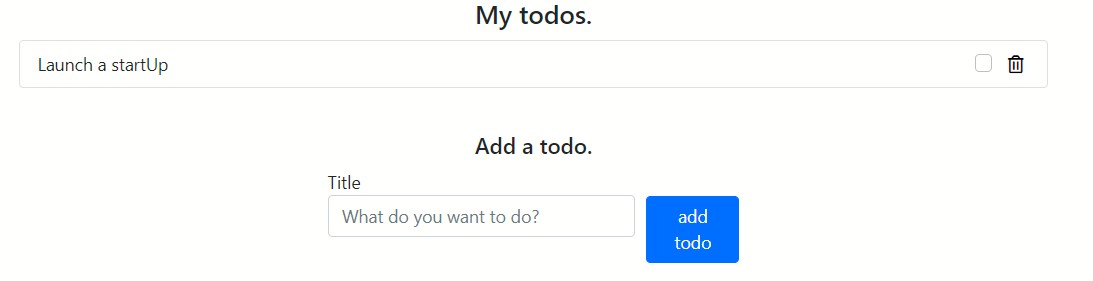 My todos.
Launch a startUp
Add a todo.
Title
What do you want to do?
add
todo